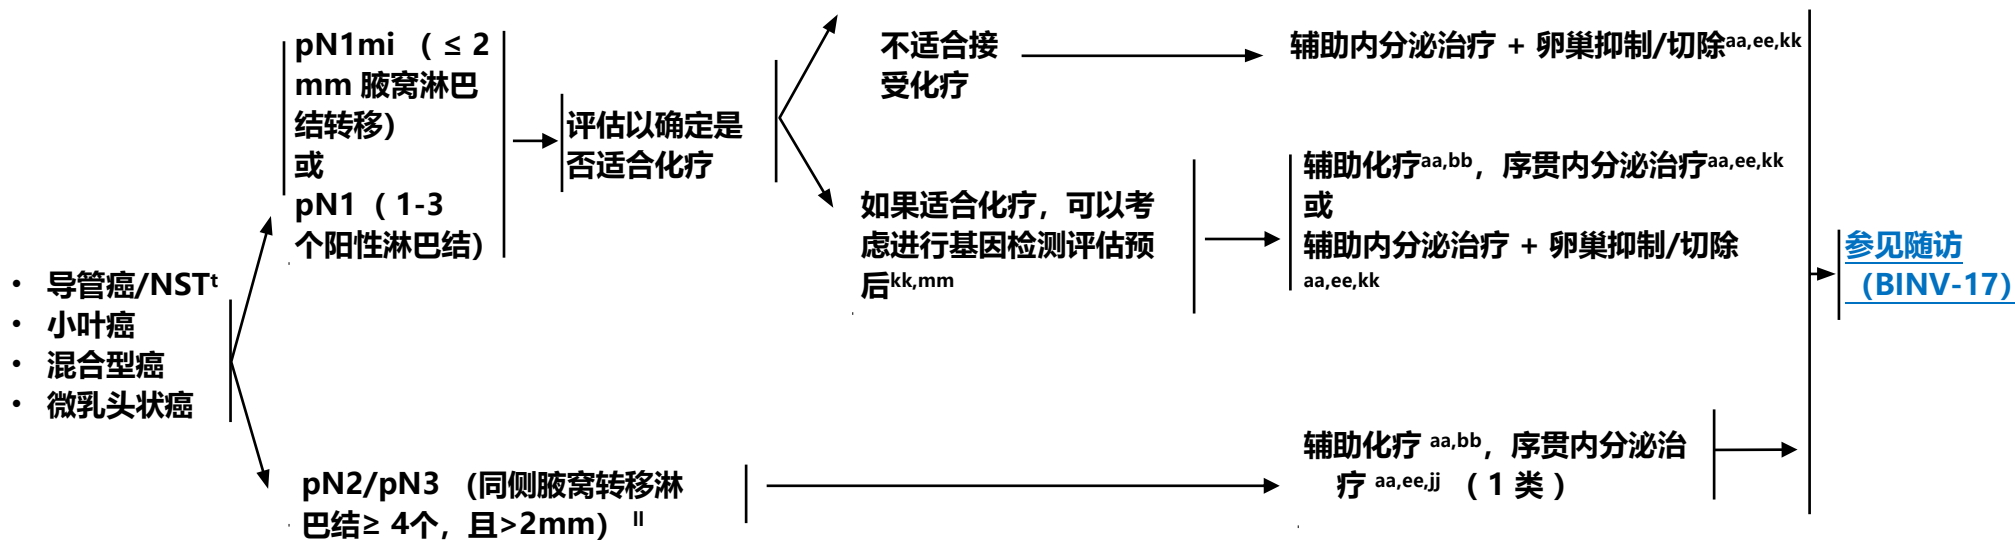 • 导管癌/NSTᵗ
• 小叶癌
• 混合型癌
• 微乳头状癌
pN1mi （ ≤ 2
mm 腋窝淋巴
结转移）
或
pN1（ 1-3
个阳性淋巴结）
评估以确定是
否适合化疗
不适合接
受化疗
辅助内分泌治疗 + 卵巢抑制/切除aa,ee,kk
如果适合化疗，可以考
虑进行基因检测评估预
后kk,mm
辅助化疗aa,bb，序贯内分泌治疗aa,ee,kk
或
辅助内分泌治疗 + 卵巢抑制/切除
aa,ee,kk
pN2/pN3 （同侧腋窝转移淋
巴结≥ 4个，且>2mm） ll
辅助化疗 aa,bb，序贯内分泌治
疗 aa,ee,jj （ 1 类 ）
参见随访
（BINV-17）